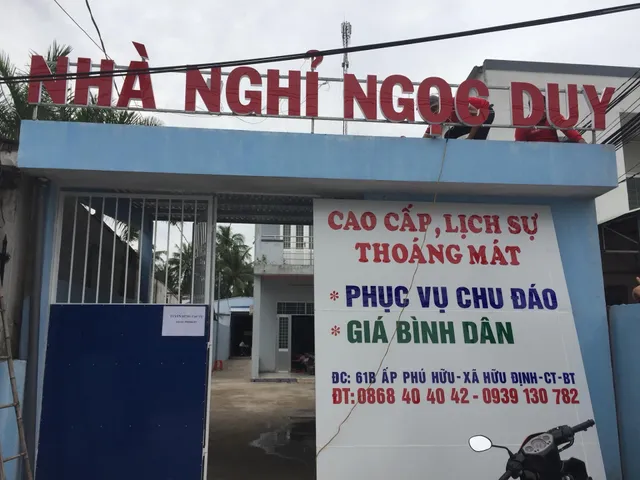 NHÀ NGHỈ NGỌC DUY
CAO CẤP, LỊCH SỰ
THOÁNG MÁT
* PHỤC VỤ CHU ĐÁO
* GIÁ BÌNH DÂN
ĐC: 61B ẤP PHÚ HỮU - XÃ HỮU ĐỊNH - CT - BT
ĐT: 0868 40 40 42 - 0939 130 782